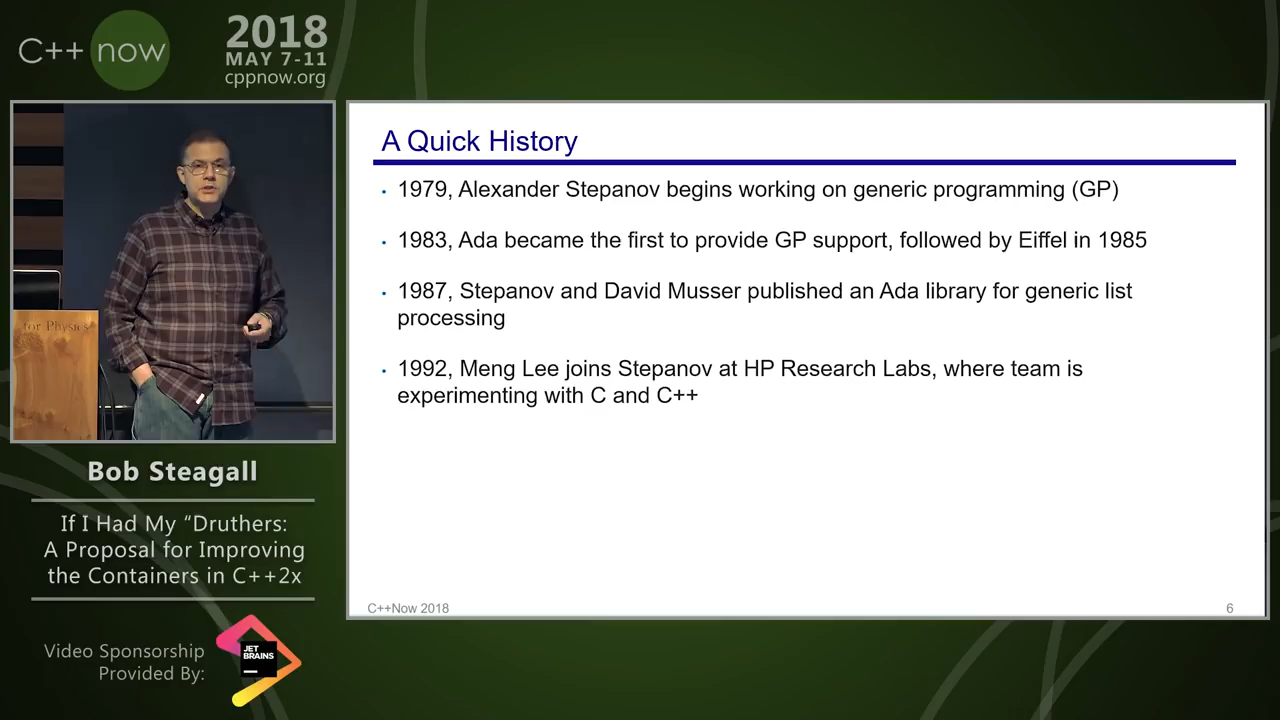 C++ now
2018
MAY 7-11
cppnow.org
for Physics
Bob Steagall
If I Had My “Druthers:
A Proposal for Improving
the Containers in C++2x
Video Sponsorship
Provided By:
JET
BRAINS
A Quick History
· 1979, Alexander Stepanov begins working on generic programming (GP)
· 1983, Ada became the first to provide GP support, followed by Eiffel in 1985
· 1987, Stepanov and David Musser published an Ada library for generic list
processing
· 1992, Meng Lee joins Stepanov at HP Research Labs, where team is
experimenting with C and C++
C++Now 2018
6